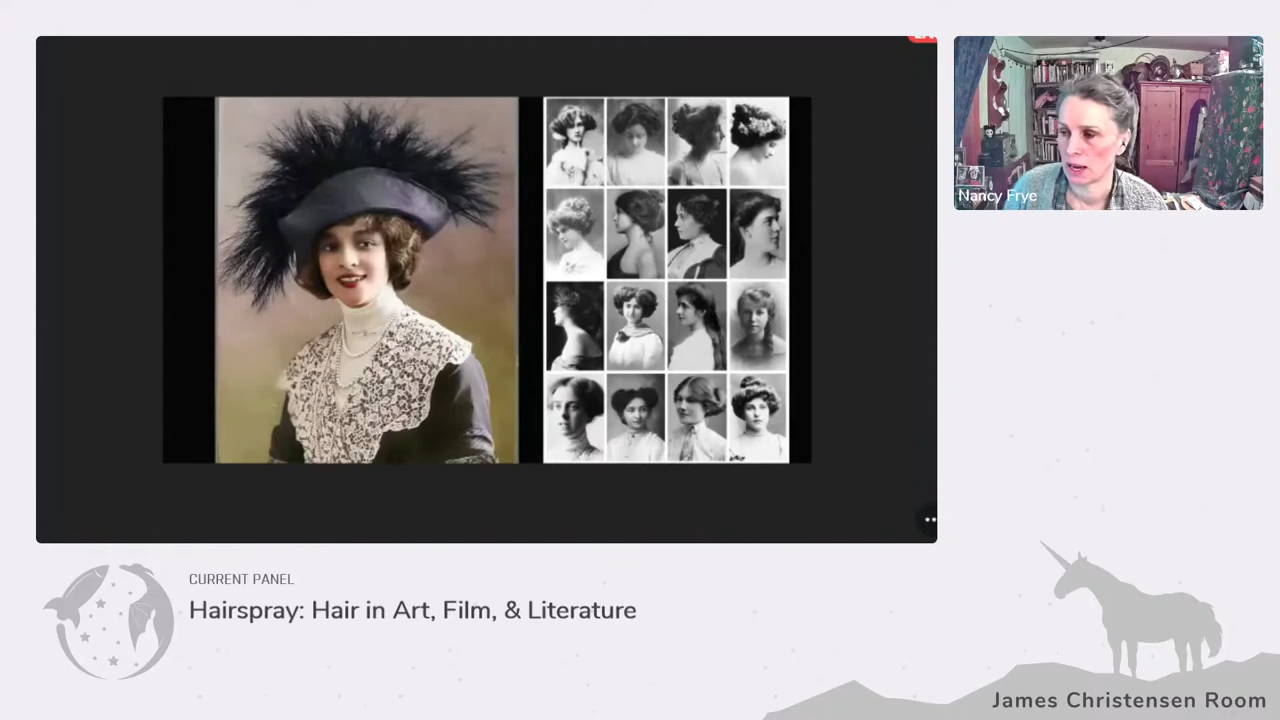 Nancy Frye
CURRENT PANEL
Hairspray: Hair in Art, Film, & Literature
James Christensen Room